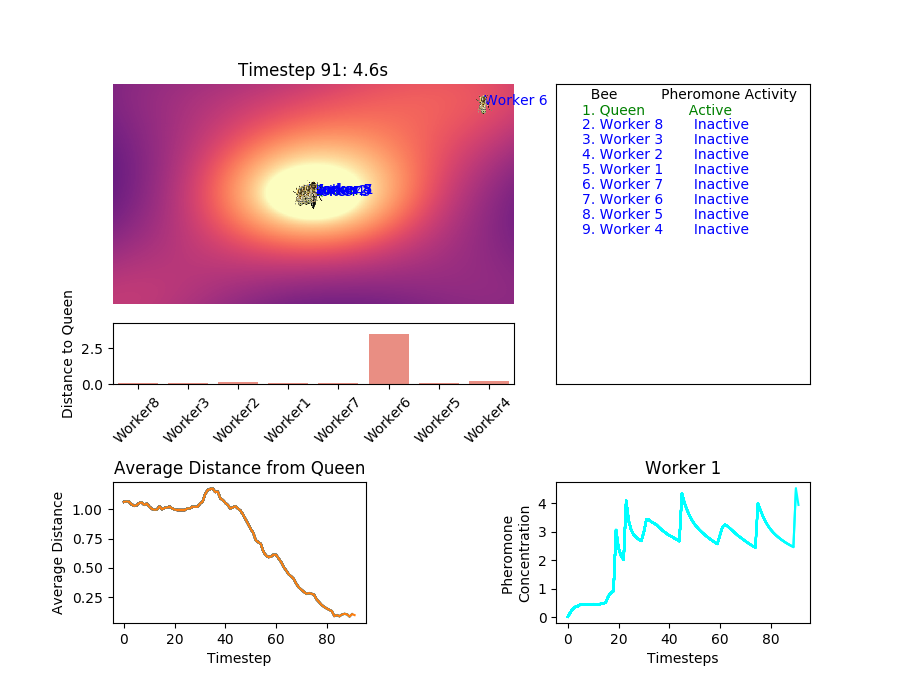 Timestep 91: 4.6s
Worker 6
Bee Pheromone Activity
1. Queen Active
2. Worker 8 Inactive
3. Worker 3 Inactive
4. Worker 2 Inactive
5. Worker 1 Inactive
6. Worker 7 Inactive
7. Worker 6 Inactive
8. Worker 5 Inactive
9. Worker 4 Inactive
Distance to Queen
2.5
0.0
Worker8 Worker3 Worker2 Worker1 Worker7 Worker6 Worker5 Worker4
Average Distance from Queen
Average Distance
1.00
0.75
0.50
0.25
0 20 40 60 80
Timestep
Worker 1
Pheromone
Concentration
4
3
2
1
0
0 20 40 60 80
Timesteps